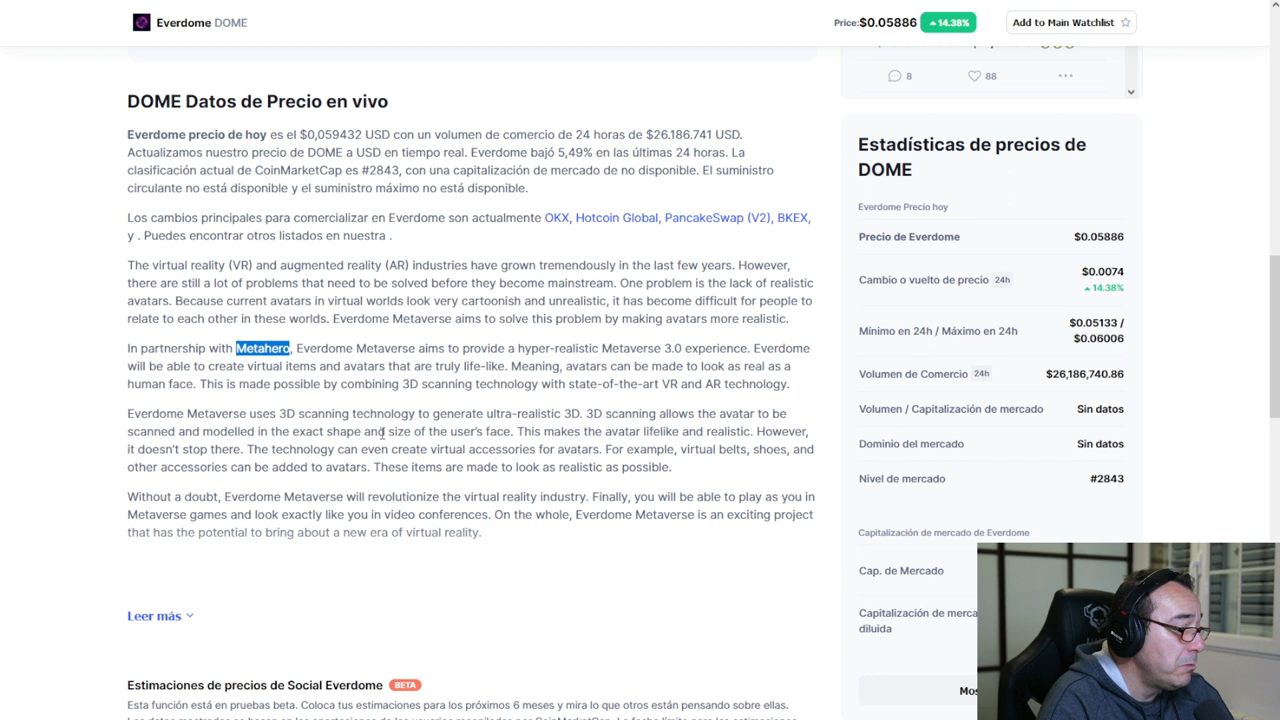 Everdome DOME
Price:$0.05886 14.38%
Add to Main Watchlist
8 88
DOME Datos de Precio en vivo
Everdome precio de hoy es el $0,059432 USD con un volumen de comercio de 24 horas de $26.186.741 USD.
Actualizamos nuestro precio de DOME a USD en tiempo real. Everdome bajó 5,49% en las últimas 24 horas. La
clasificación actual de CoinMarketCap es #2843, con una capitalización de mercado de no disponible. El suministro
circulante no está disponible y el suministro máximo no está disponible.
Los cambios principales para comercializar en Everdome son actualmente OKX, Hotcoin Global, PancakeSwap (V2), BKEX,
y . Puedes encontrar otros listados en nuestra .
The virtual reality (VR) and augmented reality (AR) industries have grown tremendously in the last few years. However,
there are still a lot of problems that need to be solved before they become mainstream. One problem is the lack of realistic
avatars. Because current avatars in virtual worlds look very cartoonish and unrealistic, it has become difficult for people to
relate to each other in these worlds. Everdome Metaverse aims to solve this problem by making avatars more realistic.
In partnership with Metahero, Everdome Metaverse aims to provide a hyper-realistic Metaverse 3.0 experience. Everdome
will be able to create virtual items and avatars that are truly life-like. Meaning, avatars can be made to look as real as a
human face. This is made possible by combining 3D scanning technology with state-of-the-art VR and AR technology.
Everdome Metaverse uses 3D scanning technology to generate ultra-realistic 3D. 3D scanning allows the avatar to be
scanned and modelled in the exact shape and size of the user's face. This makes the avatar lifelike and realistic. However,
it doesn't stop there. The technology can even create virtual accessories for avatars. For example, virtual belts, shoes, and
other accessories can be added to avatars. These items are made to look as realistic as possible.
Without a doubt, Everdome Metaverse will revolutionize the virtual reality industry. Finally, you will be able to play as you in
Metaverse games and look exactly like you in video conferences. On the whole, Everdome Metaverse is an exciting project
that has the potential to bring about a new era of virtual reality.
Leer más
Estimaciones de precios de Social Everdome BETA
Esta función está en pruebas beta. Coloca tus estimaciones para los próximos 6 meses y mira lo que otros están pensando sobre ellas.
Estadísticas de precios de
DOME
Everdome Precio hoy
Precio de Everdome $0.05886
Cambio o vuelto de precio 24h $0.0074
14.38%
Mínimo en 24h / Máximo en 24h $0.05133 /
$0.06006
Volumen de Comercio 24h $26,186,740.86
Volumen / Capitalización de mercado Sin datos
Dominio del mercado Sin datos
Nivel de mercado #2843
Capitalización de mercado de Everdome
Cap. de Mercado
Capitalización de merca
diluida
Mos